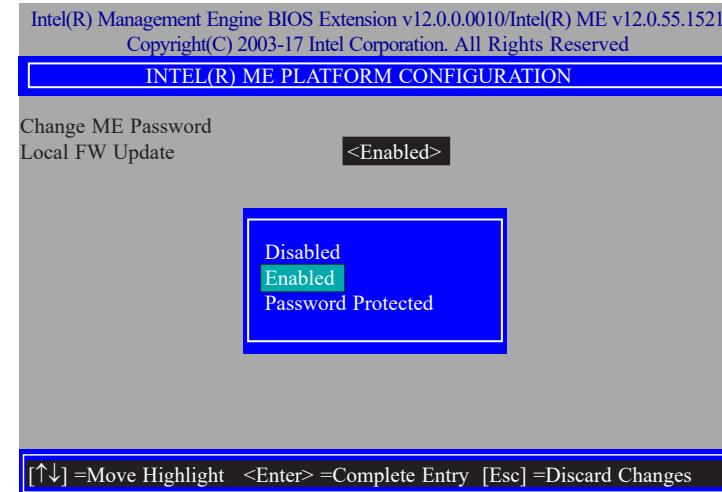 Intel(R) Management Engine BIOS Extension v12.0.0.0010/Intel(R) ME v12.0.55.1521
Copyright(C) 2003-17 Intel Corporation. All Rights Reserved
INTEL(R) ME PLATFORM CONFIGURATION
Change ME Password
Local FW Update <Enabled>
Disabled
Enabled
Password Protected
[↑↓] =Move Highlight <Enter> =Complete Entry [Esc] =Discard Changes